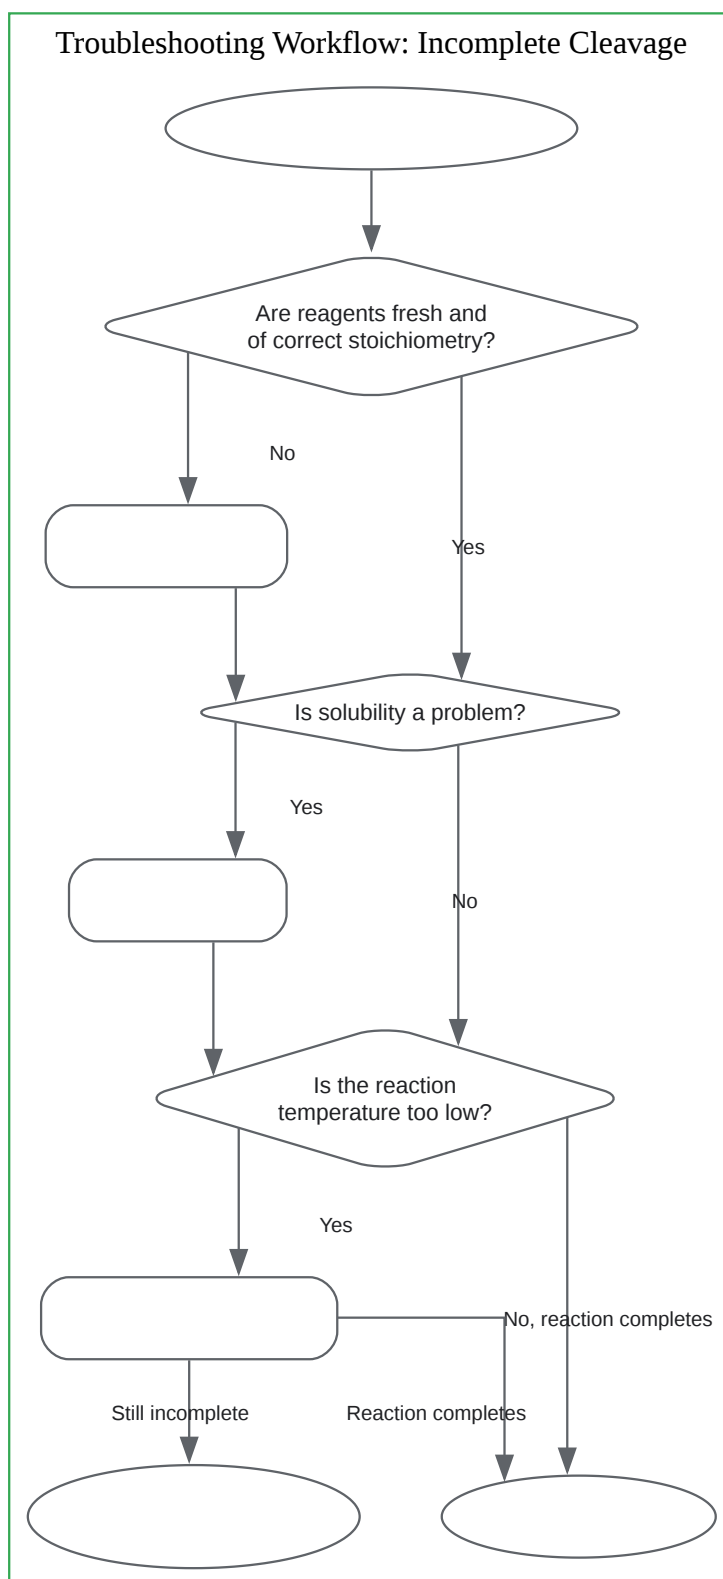 Troubleshooting Workflow: Incomplete Cleavage
Are reagents fresh and
of correct stoichiometry?
No
Yes
Is solubility a problem?
Yes
No
Is the reaction
temperature too low?
Yes
No, reaction completes
Still incomplete
Reaction completes